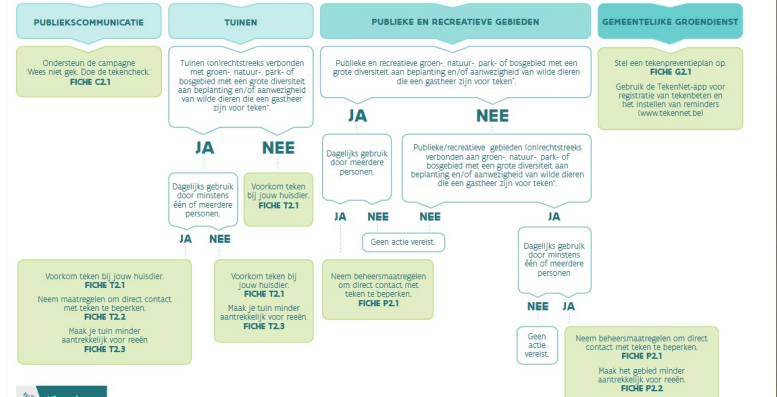 PUBLIEKSCOMMUNICATIE
Ondersteun de campagne
'Wees niet gek. Doe de tekencheck.'
FICHE C2.1
TUINEN
Tuinen (on)rechtstreeks verbonden
met groen-, natuur-, park- of
bosgebied met een grote diversiteit
aan beplanting en/of aanwezigheid
van wilde dieren die een gastheer
zijn voor teken*.
JA
NEE
Dagelijks gebruik
door minstens
één of meerdere
personen.
Voorkom teken
bij jouw huisdier.
FICHE T2.1
JA
NEE
Voorkom teken bij jouw huisdier.
FICHE T2.1
Neem maatregelen om direct contact
met teken te beperken.
FICHE T2.2
Maak je tuin minder
aantrekkelijk voor reeën
FICHE T2.3
Voorkom teken bij
jouw huisdier.
FICHE T2.1
Maak je tuin minder
aantrekkelijk voor reeën.
FICHE T2.3
PUBLIEKE EN RECREATIEVE GEBIEDEN
Publieke en recreatieve groen-, natuur-, park- of bosgebied met een
grote diversiteit aan beplanting en/of aanwezigheid van wilde dieren
die een gastheer zijn voor teken*.
JA
NEE
Dagelijks gebruik
door meerdere
personen.
Publieke/recreatieve gebieden (on)rechtstreeks
verbonden aan groen-, natuur-, park- of
bosgebied met een grote diversiteit aan
beplanting en/of aanwezigheid van wilde dieren
die een gastheer zijn voor teken*.
JA
NEE
NEE
JA
Geen actie vereist.
Neem beheersmaatregelen
om direct contact met
teken te beperken.
FICHE P2.1
Dagelijks gebruik
door minstens
één of meerdere
personen
NEE
JA
Geen
actie
vereist.
Neem beheersmaatregelen om direct
contact met teken te beperken.
FICHE P2.1
Maak het gebied minder
aantrekkelijk voor reeën.
FICHE P2.2
GEMEENTELIJKE GROENDIENST
Stel een tekenpreventieplan op.
FICHE G2.1
Gebruik de TekenNet-app voor
registratie van tekenbeten en
het instellen van reminders
(www.tekennet.be)